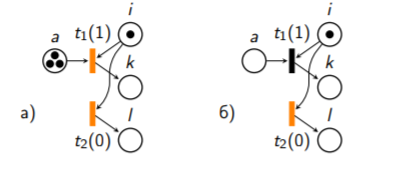 i i
a t₁(1) a t₁(1)
k k
а) l б) l
t₂(0) t₂(0)